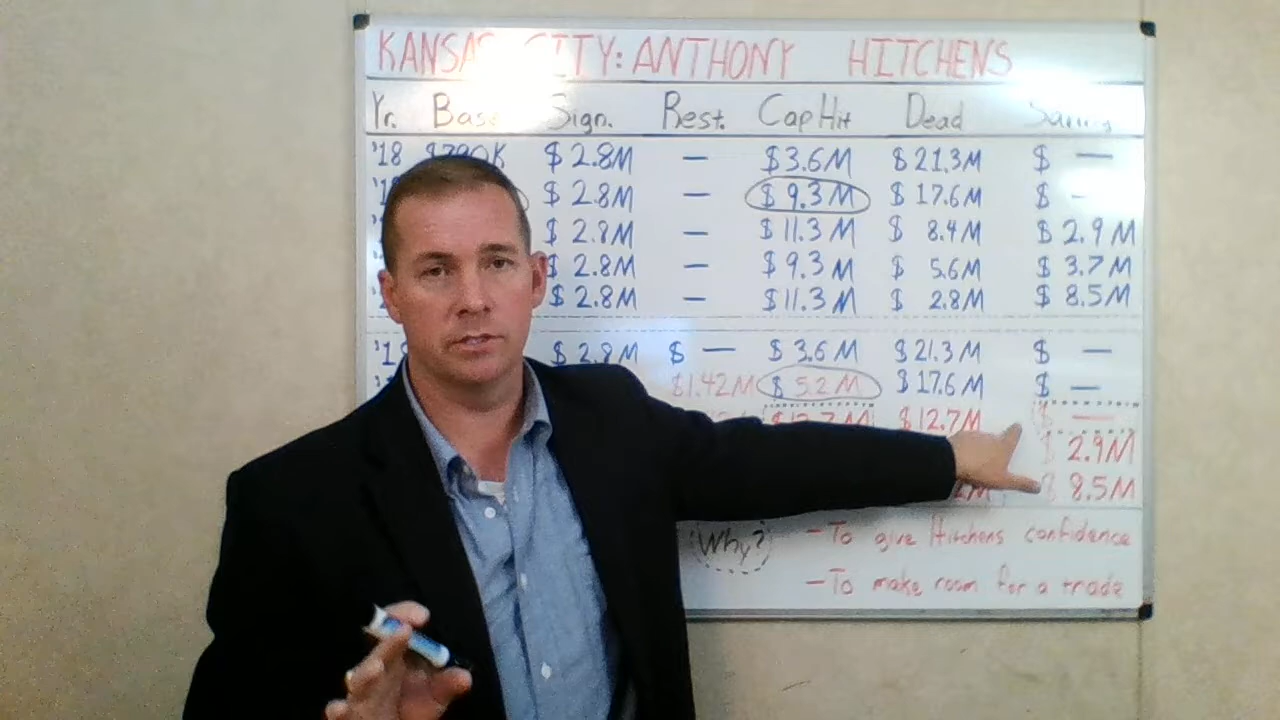 KANSAS CITY: ANTHONY HITCHENS
Yr. Base Sign. Rest. Cap Hit Dead
'18 $790K $2.8M — $3.6M $21.3M $ —
$2.8M — $9.3M $17.6M $ -
$2.8M — $11.3M $8.4M $2.9M
$2.8M — $9.3M $5.6M $3.7M
$2.8M — $11.3M $2.8M $8.5M
$2.8M $ — $3.6M $21.3M $ —
$1.42M $5.2M $17.6M $ —
$12.7M $ —
$2.9M
$8.5M
Why? - To give Hitchens confidence
- To make room for a trade